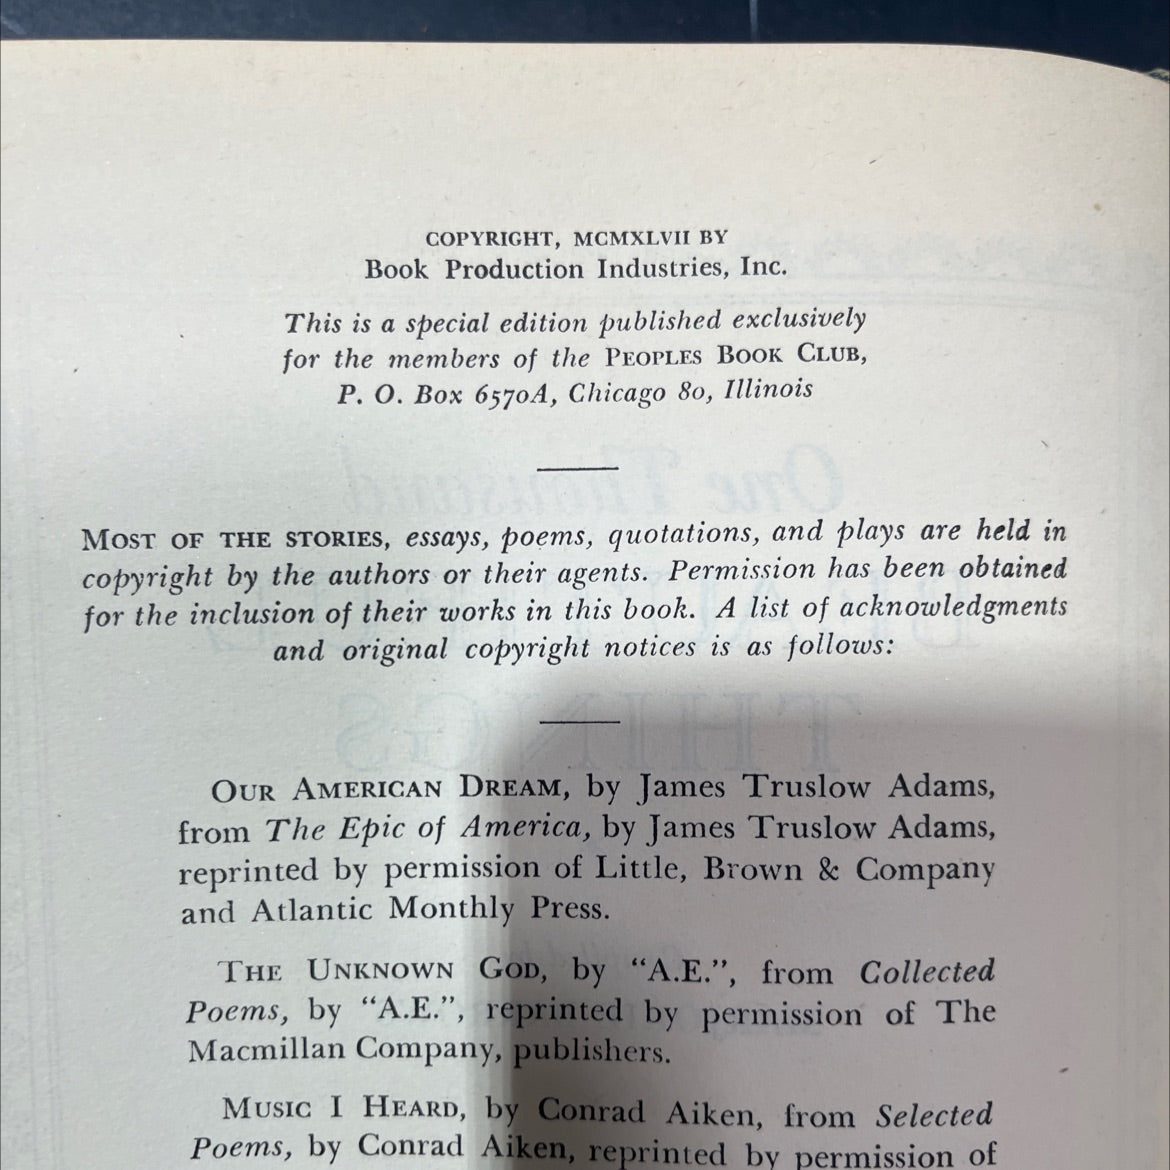 COPYRIGHT, MCMXLVII BY
Book Production Industries, Inc.
This is a special edition published exclusively
for the members of the PEOPLES BOOK CLUB,
P. O. Box 6570A, Chicago 80, Illinois
MOST OF THE STORIES, essays, poems, quotations, and plays are held in
copyright by the authors or their agents. Permission has been obtained
for the inclusion of their works in this book. A list of acknowledgments
and original copyright notices is as follows:
OUR AMERICAN DREAM, by James Truslow Adams,
from The Epic of America, by James Truslow Adams,
reprinted by permission of Little, Brown & Company
and Atlantic Monthly Press.
THE UNKNOWN GOD, by “A.E.”, from Collected
Poems, by “A.E.”, reprinted by permission of The
Macmillan Company, publishers.
MUSIC I HEARD, by Conrad Aiken, from Selected
Poems, by Conrad Aiken, reprinted by permission of